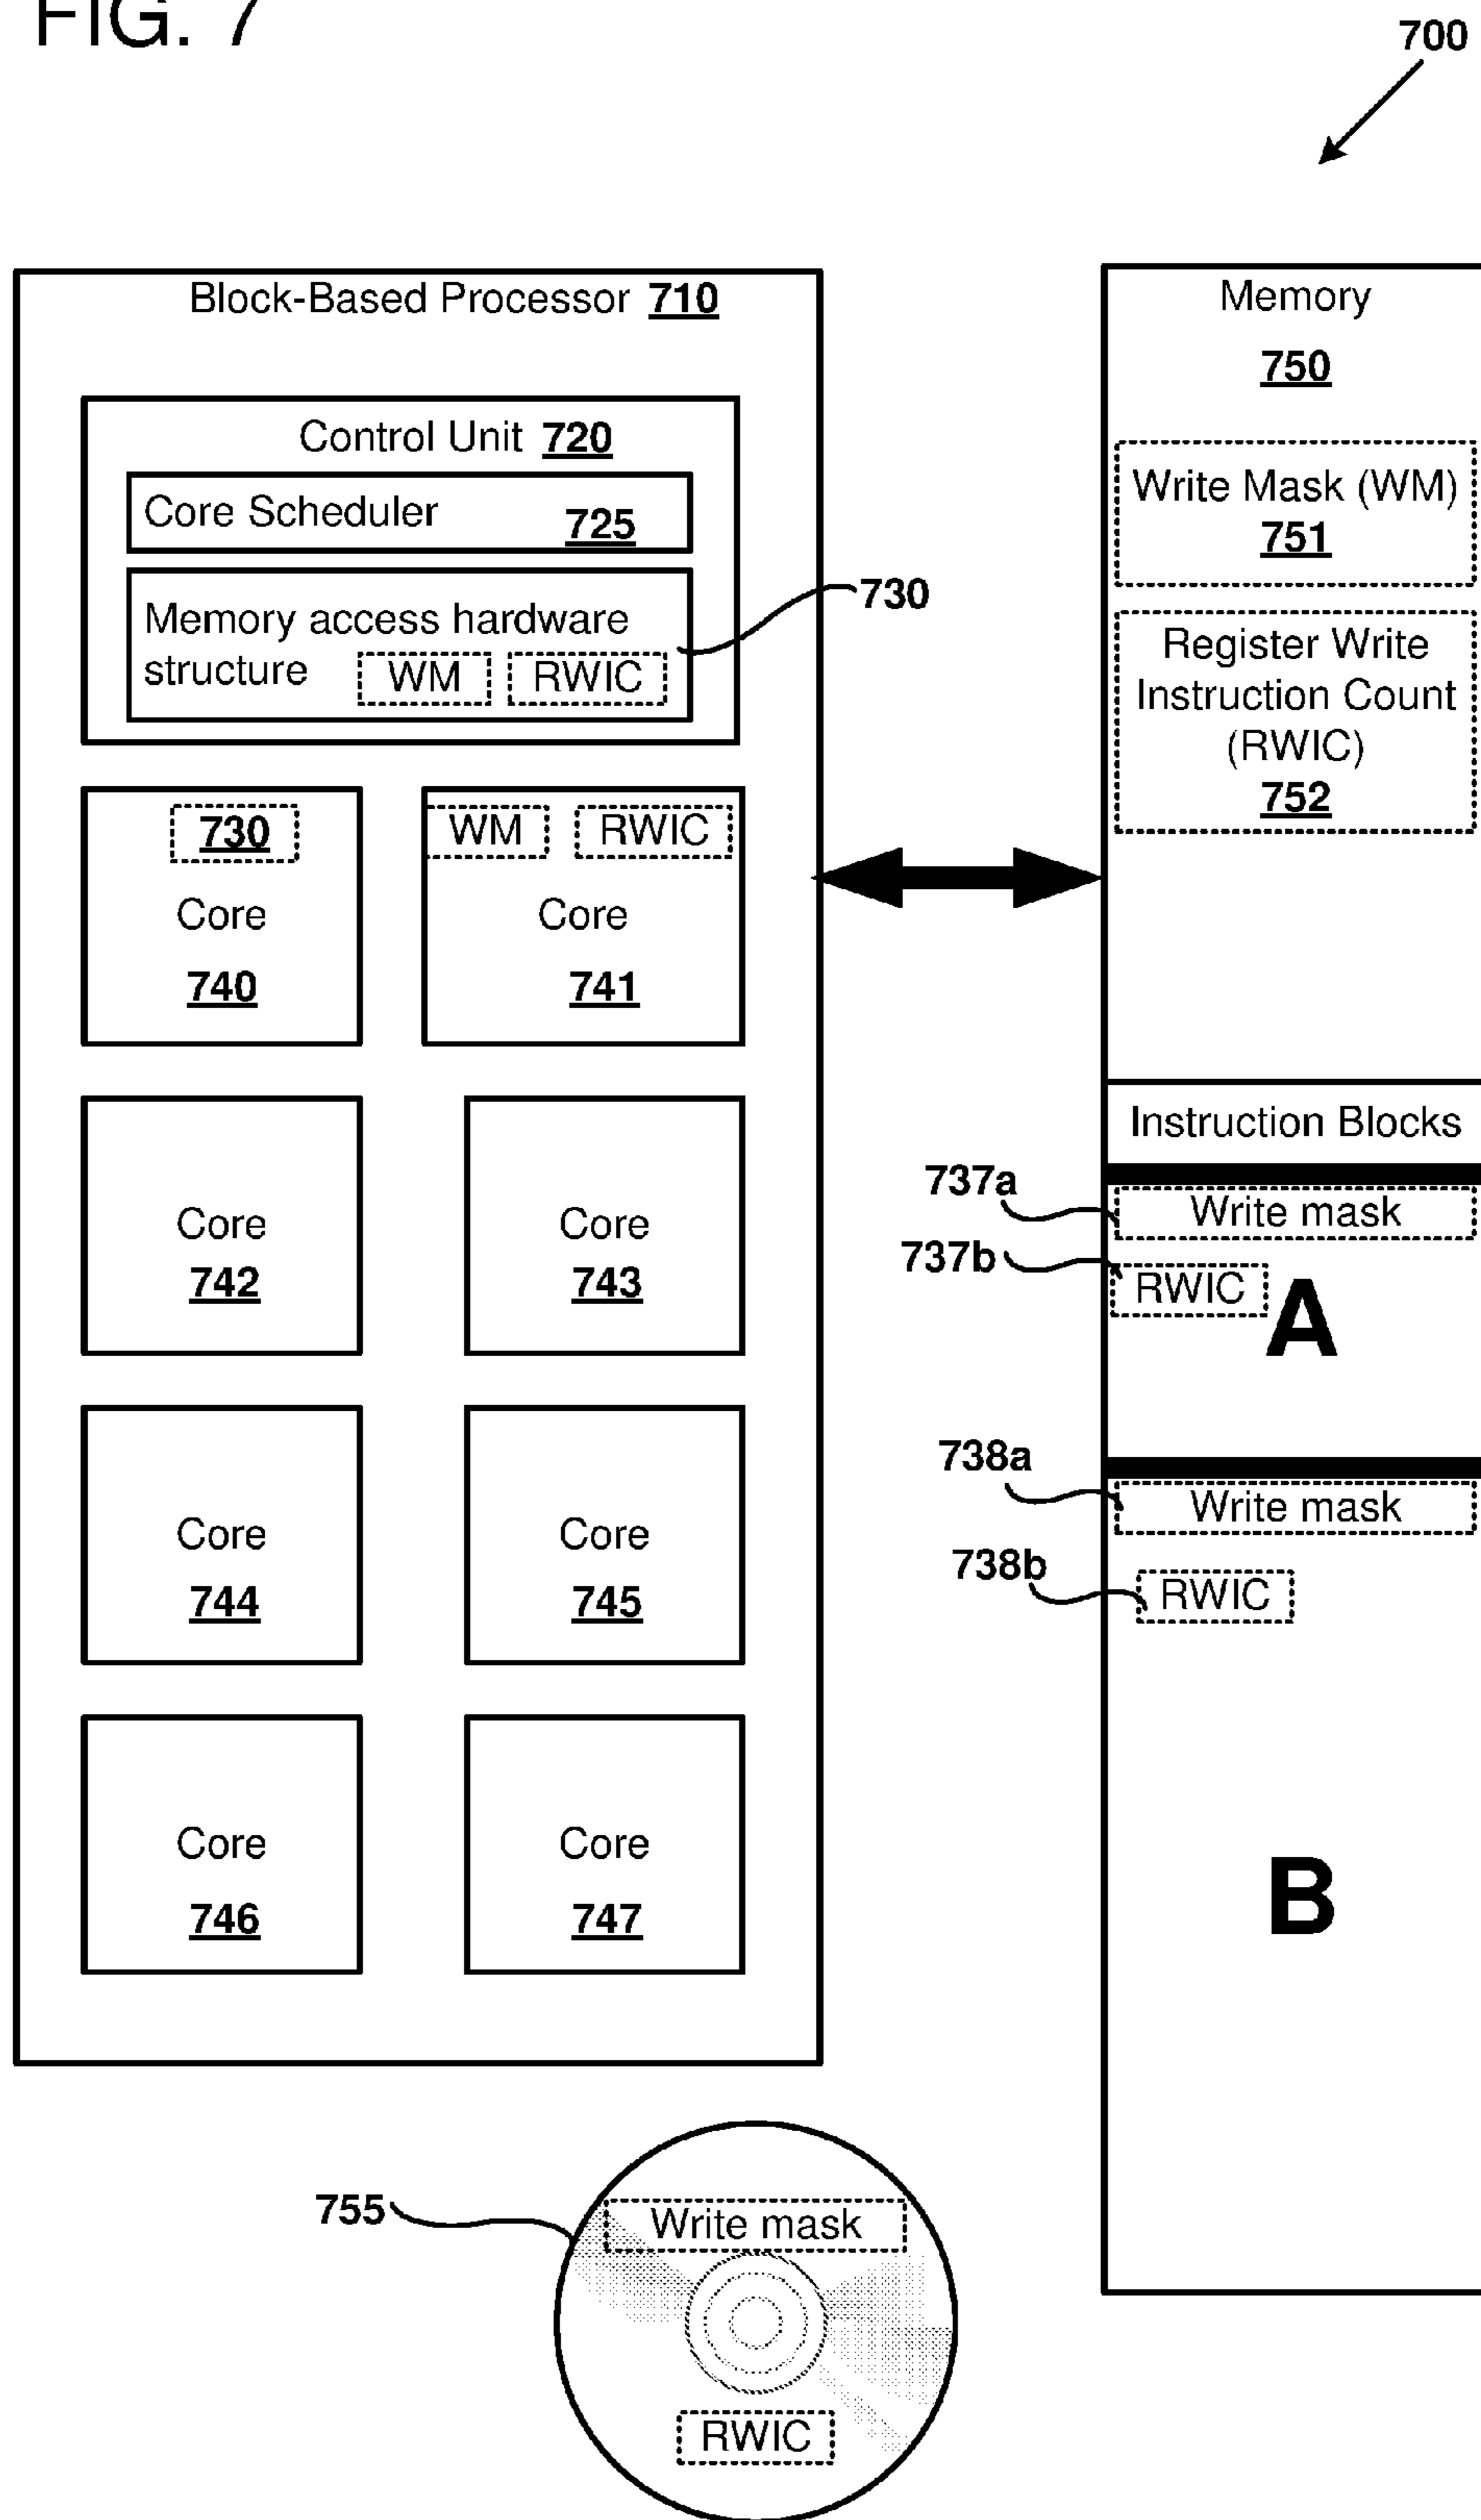 FIG. 7
700
Block-Based Processor 710
Control Unit 720
Core Scheduler 725
Memory access hardware
structure WM RWIC
730
730
Core
740
WM RWIC
Core
741
Core
742
Core
743
Core
744
Core
745
Core
746
Core
747
Memory
750
Write Mask (WM)
751
Register Write
Instruction Count
(RWIC)
752
Instruction Blocks
737a
Write mask
737b
RWIC
A
738a
Write mask
738b
RWIC
B
755
Write mask
RWIC